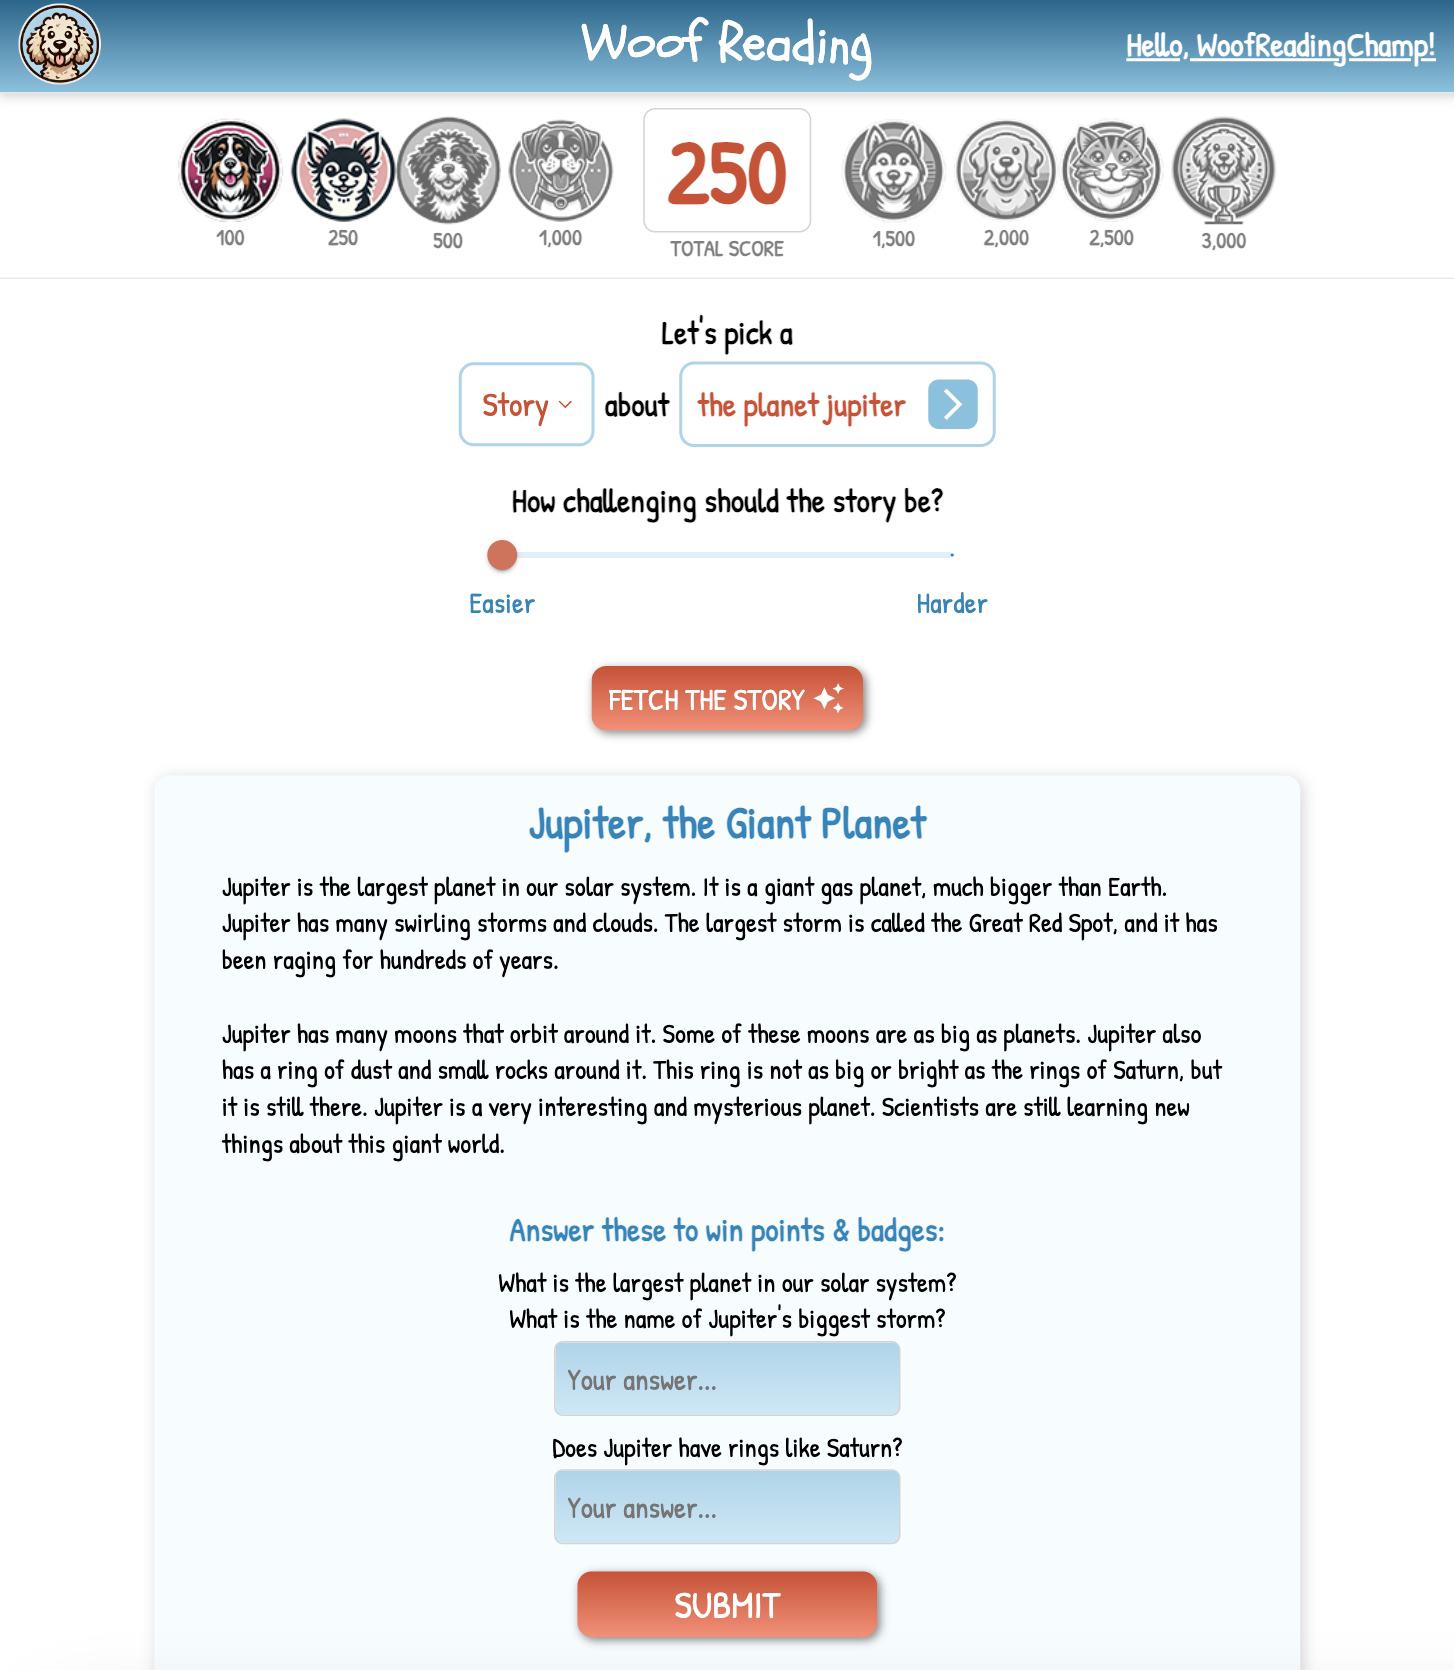 Woof Reading
Hello, WoofReadingChamp!
100
250
500
1,000
250
TOTAL SCORE
1,500
2,000
2,500
3,000
Let's pick a
Story about the planet jupiter
How challenging should the story be?
Easier
Harder
FETCH THE STORY
Jupiter, the Giant Planet
Jupiter is the largest planet in our solar system. It is a giant gas planet, much bigger than Earth.
Jupiter has many swirling storms and clouds. The largest storm is called the Great Red Spot, and it has
been raging for hundreds of years.
Jupiter has many moons that orbit around it. Some of these moons are as big as planets. Jupiter also
has a ring of dust and small rocks around it. This ring is not as big or bright as the rings of Saturn, but
it is still there. Jupiter is a very interesting and mysterious planet. Scientists are still learning new
things about this giant world.
Answer these to win points & badges:
What is the largest planet in our solar system?
What is the name of Jupiter's biggest storm?
Your answer...
Does Jupiter have rings like Saturn?
Your answer...
SUBMIT